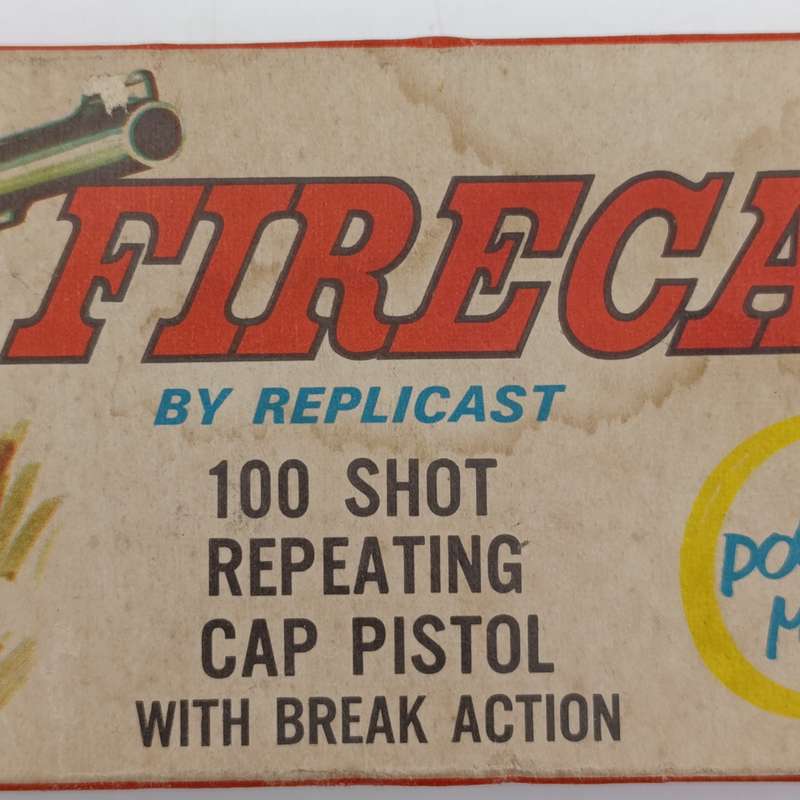 FIRECA
BY REPLICAST
100 SHOT
REPEATING
CAP PISTOL
WITH BREAK ACTION